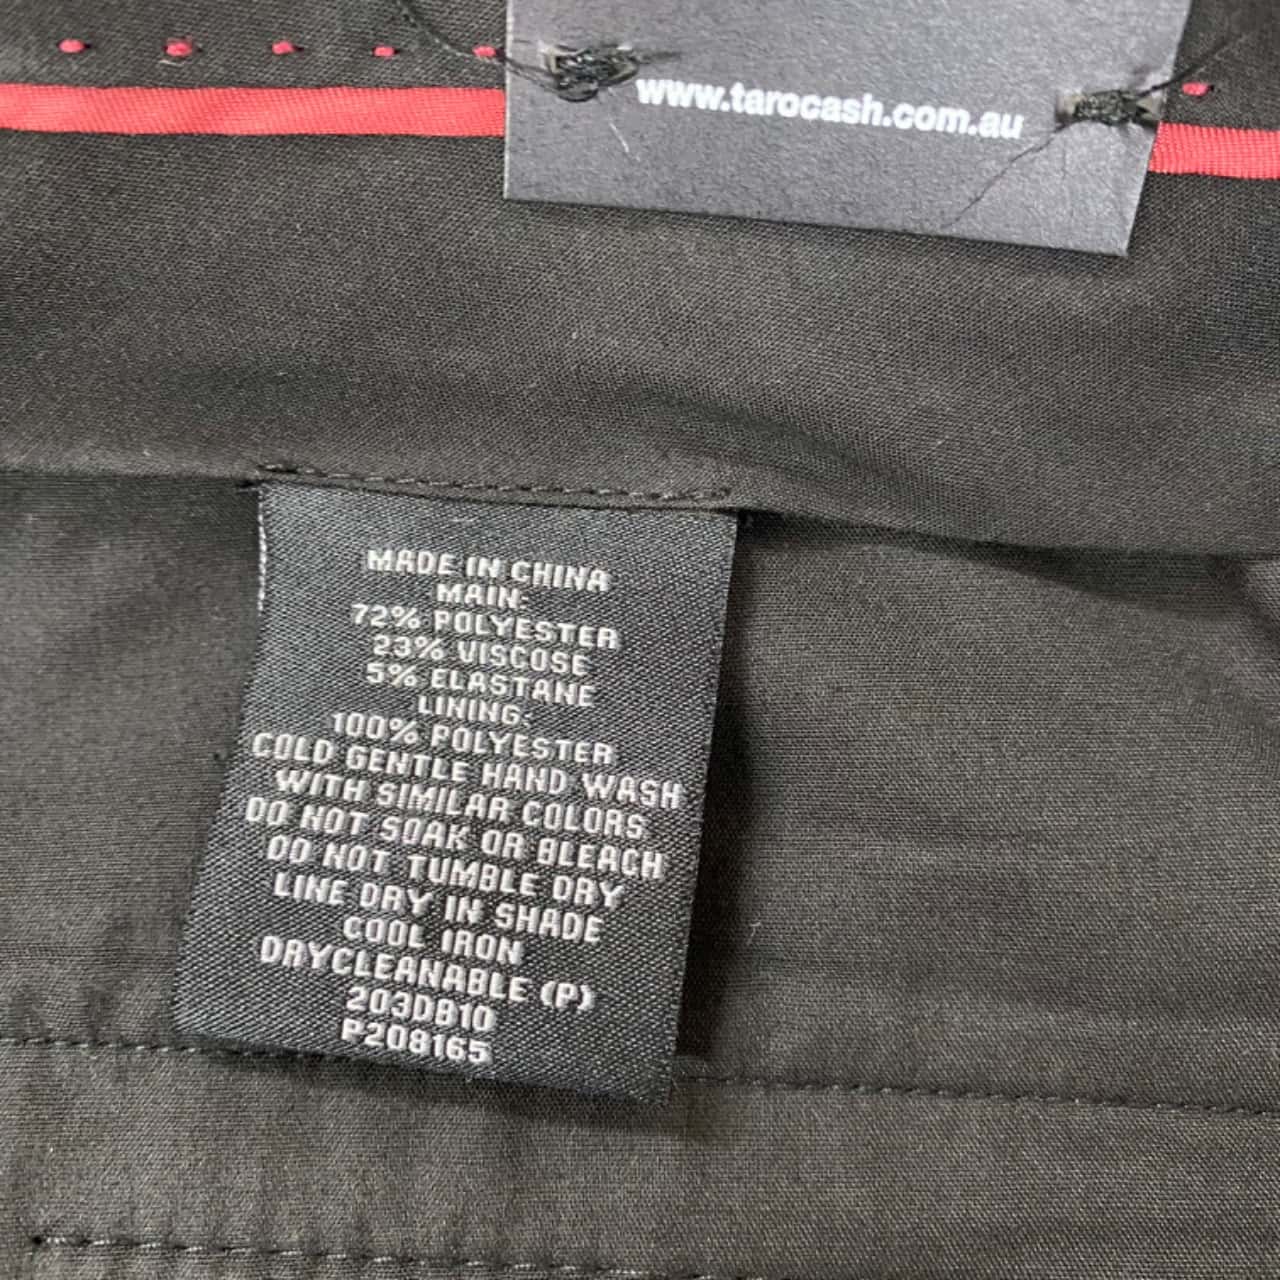 www.tarocash.com.au
MADE IN CHINA
MAIN:
72% POLYESTER
23% VISCOSE
5% ELASTANE
LINING:
100% POLYESTER
COLD GENTLE HAND WASH
WITH SIMILAR COLORS
DO NOT SOAK OR BLEACH
DO NOT TUMBLE DRY
LINE DRY IN SHADE
COOL IRON
DRYCLEANABLE (P)
203DB10
P208165